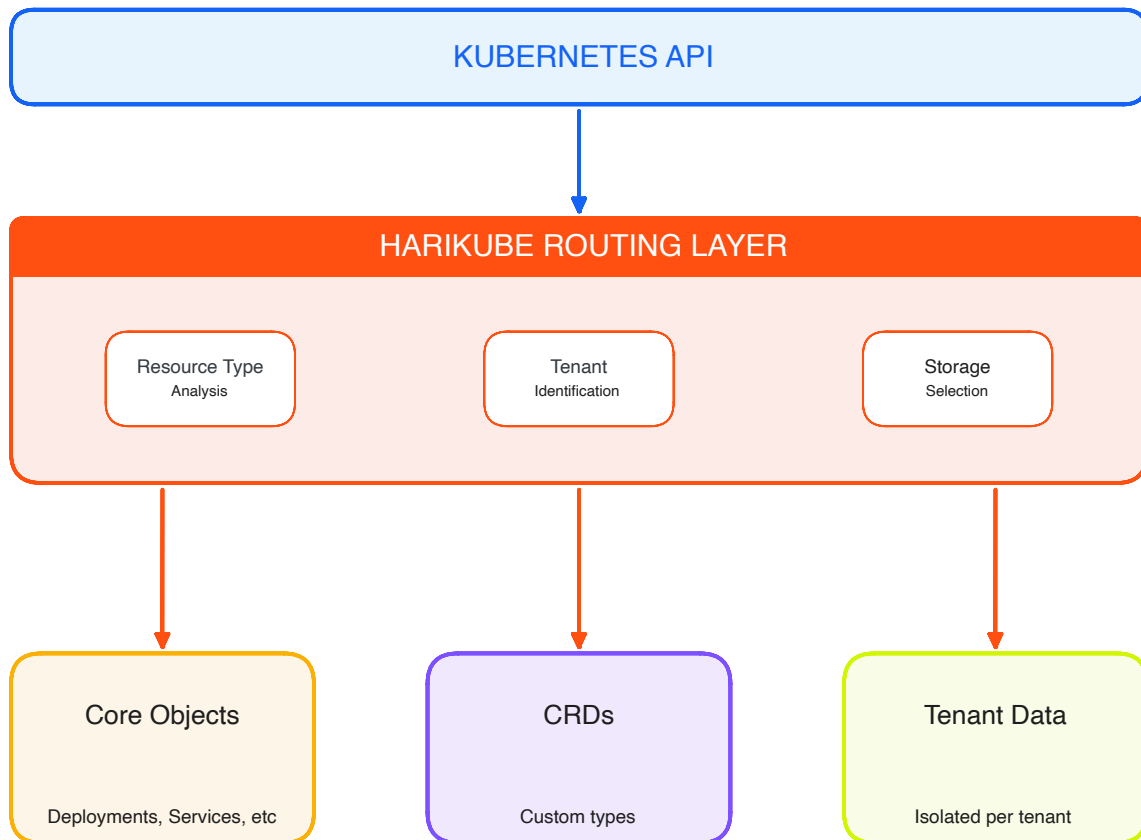 KUBERNETES API
HARIKUBE ROUTING LAYER
Resource Type
Analysis
Tenant
Identification
Storage
Selection
Core Objects
Deployments, Services, etc
CRDs
Custom types
Tenant Data
Isolated per tenant